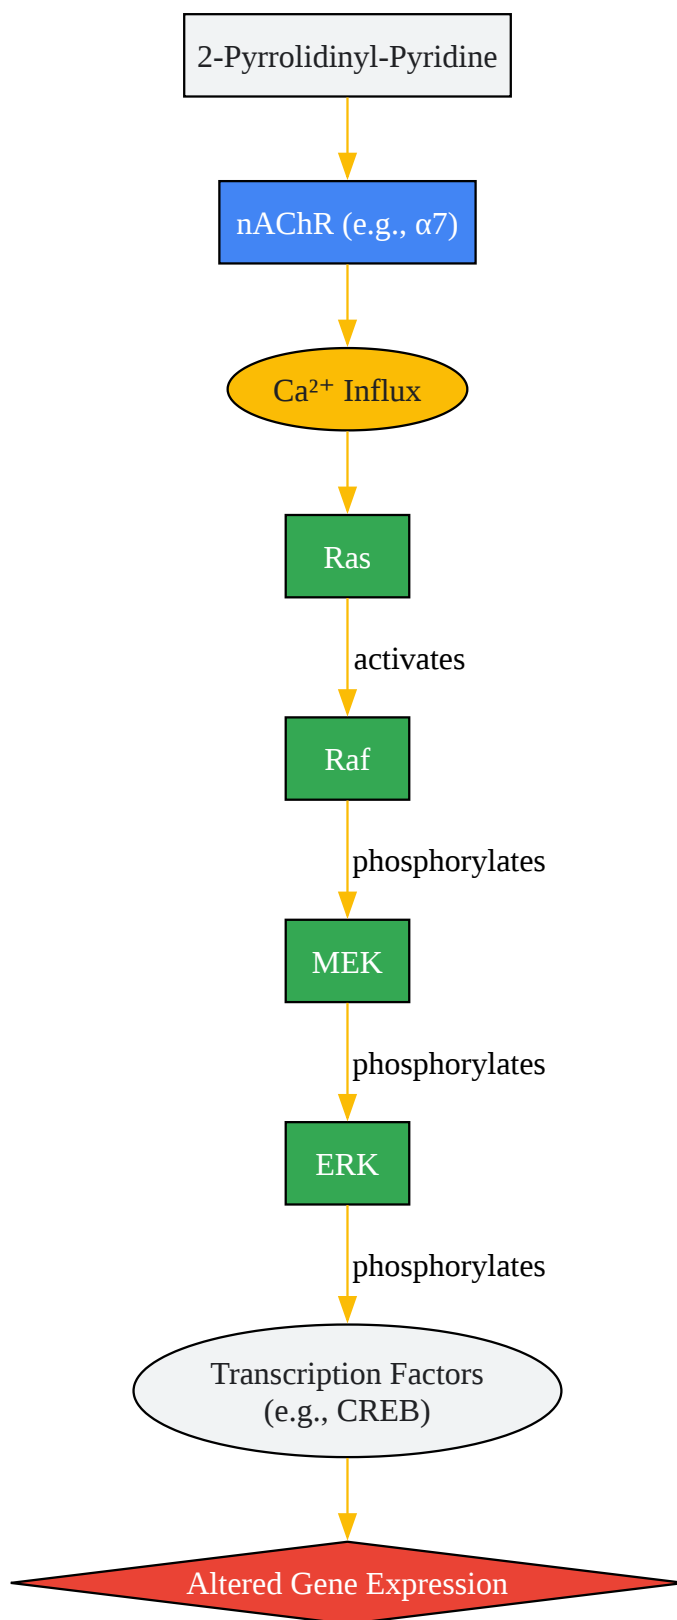 2-Pyrrolidinyl-Pyridine
nAChR (e.g., α7)
Ca²⁺ Influx
Ras
activates
Raf
phosphorylates
MEK
phosphorylates
ERK
phosphorylates
Transcription Factors
(e.g., CREB)
Altered Gene Expression